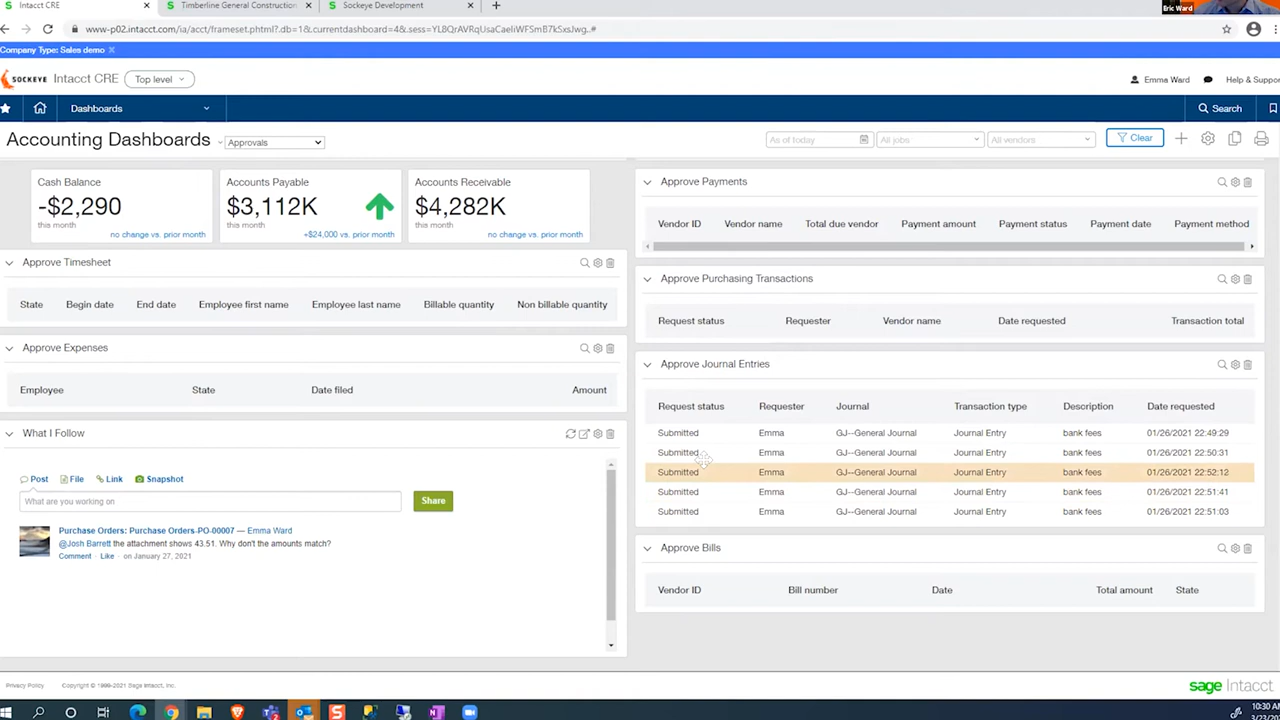 Intacct CRE
Timberline General Construction
Sockeye Development
Eric Ward
www-p02.intacct.com/ia/acct/frameset.phtml?.db=1&currentdashboard=4&.sess=
Company Type: Sales demo
SOCKEYE Intacct CRE
Top level
Emma Ward
Help & Suppor
Dashboards
Search
Accounting Dashboards
Approvals
As of today
All jobs
All vendors
Clear
Cash Balance
-$2,290
this month
no change vs. prior month
Accounts Payable
$3,112K
this month
+$24,000 vs. prior month
Accounts Receivable
$4,282K
this month
no change vs. prior month
Approve Timesheet
State Begin date End date Employee first name Employee last name Billable quantity Non billable quantity
Approve Expenses
Employee State Date filed Amount
What I Follow
Post File Link Snapshot
What are you working on
Share
Purchase Orders: Purchase Orders-PO-00007 — Emma Ward
@Josh Barrett the attachment shows 43.51. Why don't the amounts match?
Comment · Like · on January 27, 2021
Approve Payments
Vendor ID Vendor name Total due vendor Payment amount Payment status Payment date Payment method
Approve Purchasing Transactions
Request status Requester Vendor name Date requested Transaction total
Approve Journal Entries
Request status Requester Journal Transaction type Description Date requested
Submitted Emma GJ--General Journal Journal Entry bank fees 01/26/2021 22:49:29
Submitted Emma GJ--General Journal Journal Entry bank fees 01/26/2021 22:50:31
Submitted Emma GJ--General Journal Journal Entry bank fees 01/26/2021 22:52:12
Submitted Emma GJ--General Journal Journal Entry bank fees 01/26/2021 22:51:41
Submitted Emma GJ--General Journal Journal Entry bank fees 01/26/2021 22:51:03
Approve Bills
Vendor ID Bill number Date Total amount State
Privacy Policy
Copyright © 1999-2021 Sage Intacct, Inc.
sage Intacct
10:30 A
3/23/20